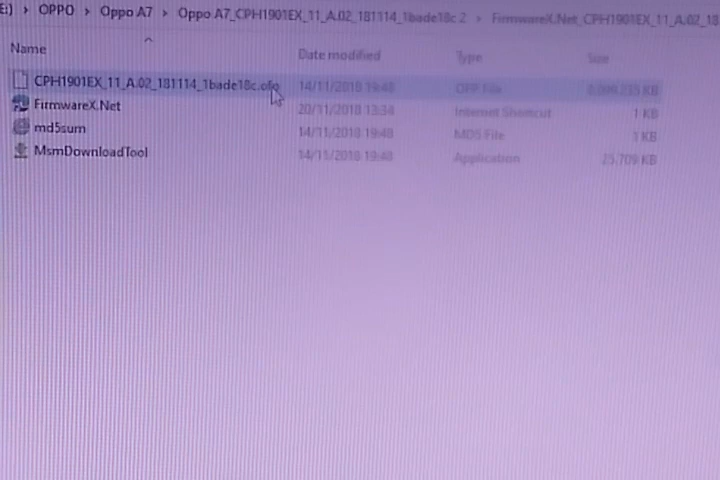 E:) › OPPO › Oppo A7 › Oppo A7_CPH1901EX_11_A.02_181114_1bade18c 2 › FirmwareX.Net_CPH1901EX_11_A.02_18
Name Date modified Type Size
CPH1901EX_11_A.02_181114_1bade18c.ofp 14/11/2018 19:48 OFP File
FirmwareX.Net 20/11/2018 13:34 Internet Shortcut 1 KB
md5sum 14/11/2018 19:48 MD5 File 1 KB
MsmDownloadTool 14/11/2018 19:48 Application 25,709 KB